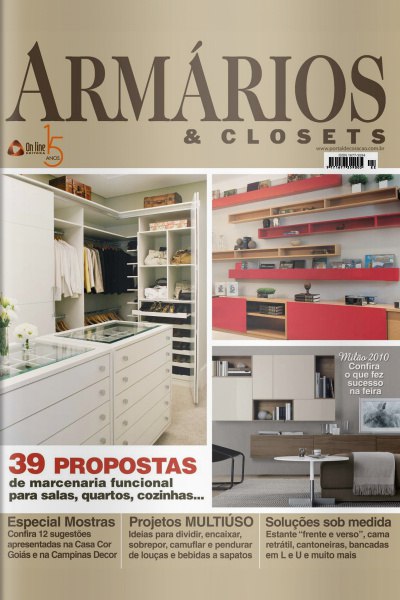 ARMÁRIOS
& CLOSETS
www.portaldecoracao.com.br
On line
EDITORA
15
ANOS
Milão 2010
Confira
o que fez
sucesso
na feira
39 PROPOSTAS
de marcenaria funcional
para salas, quartos, cozinhas...
Especial Mostras
Confira 12 sugestões
apresentadas na Casa Cor
Goiás e na Campinas Decor
Projetos MULTIÚSO
Ideias para dividir, encaixar,
sobrepor, camuflar e pendurar
de louças e bebidas a sapatos
Soluções sob medida
Estante “frente e verso”, cama
retrátil, cantoneiras, bancadas
em L e U e muito mais